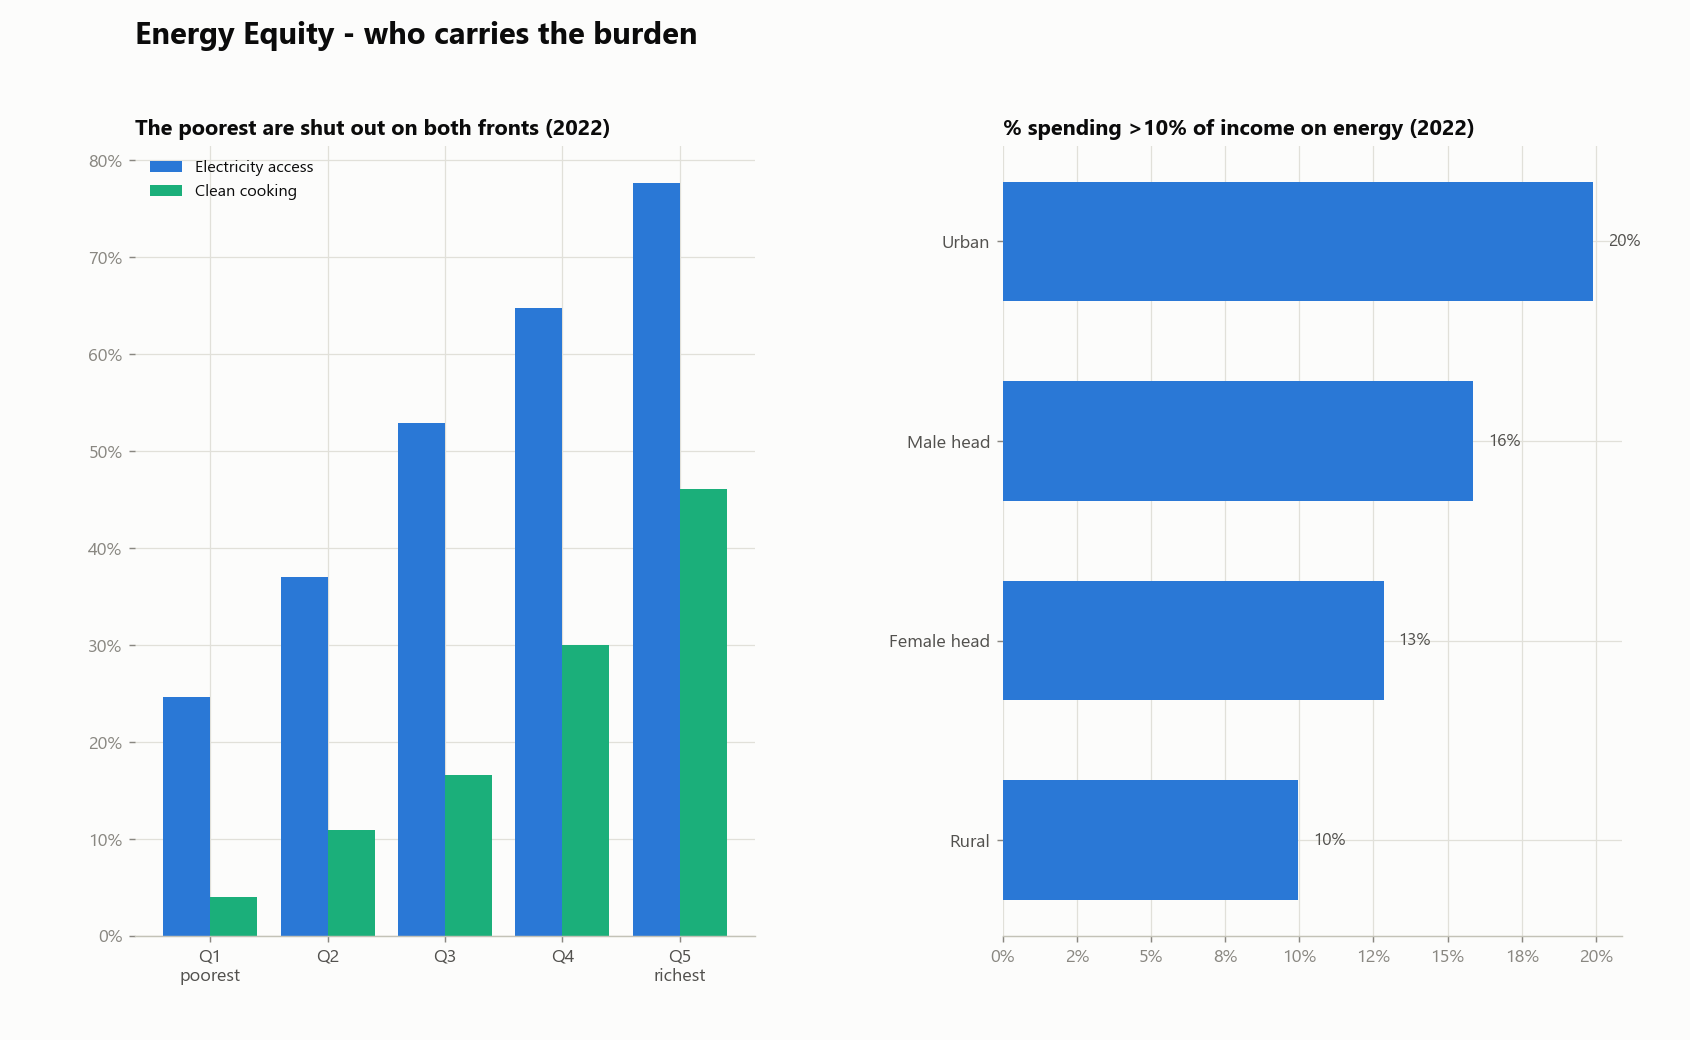 Energy Equity - who carries the burden
The poorest are shut out on both fronts (2022)
Electricity access
Clean cooking
80%
70%
60%
50%
40%
30%
20%
10%
0%
Q1
poorest
Q2
Q3
Q4
Q5
richest
% spending >10% of income on energy (2022)
Urban
20%
Male head
16%
Female head
13%
Rural
10%
0%
2%
5%
8%
10%
12%
15%
18%
20%